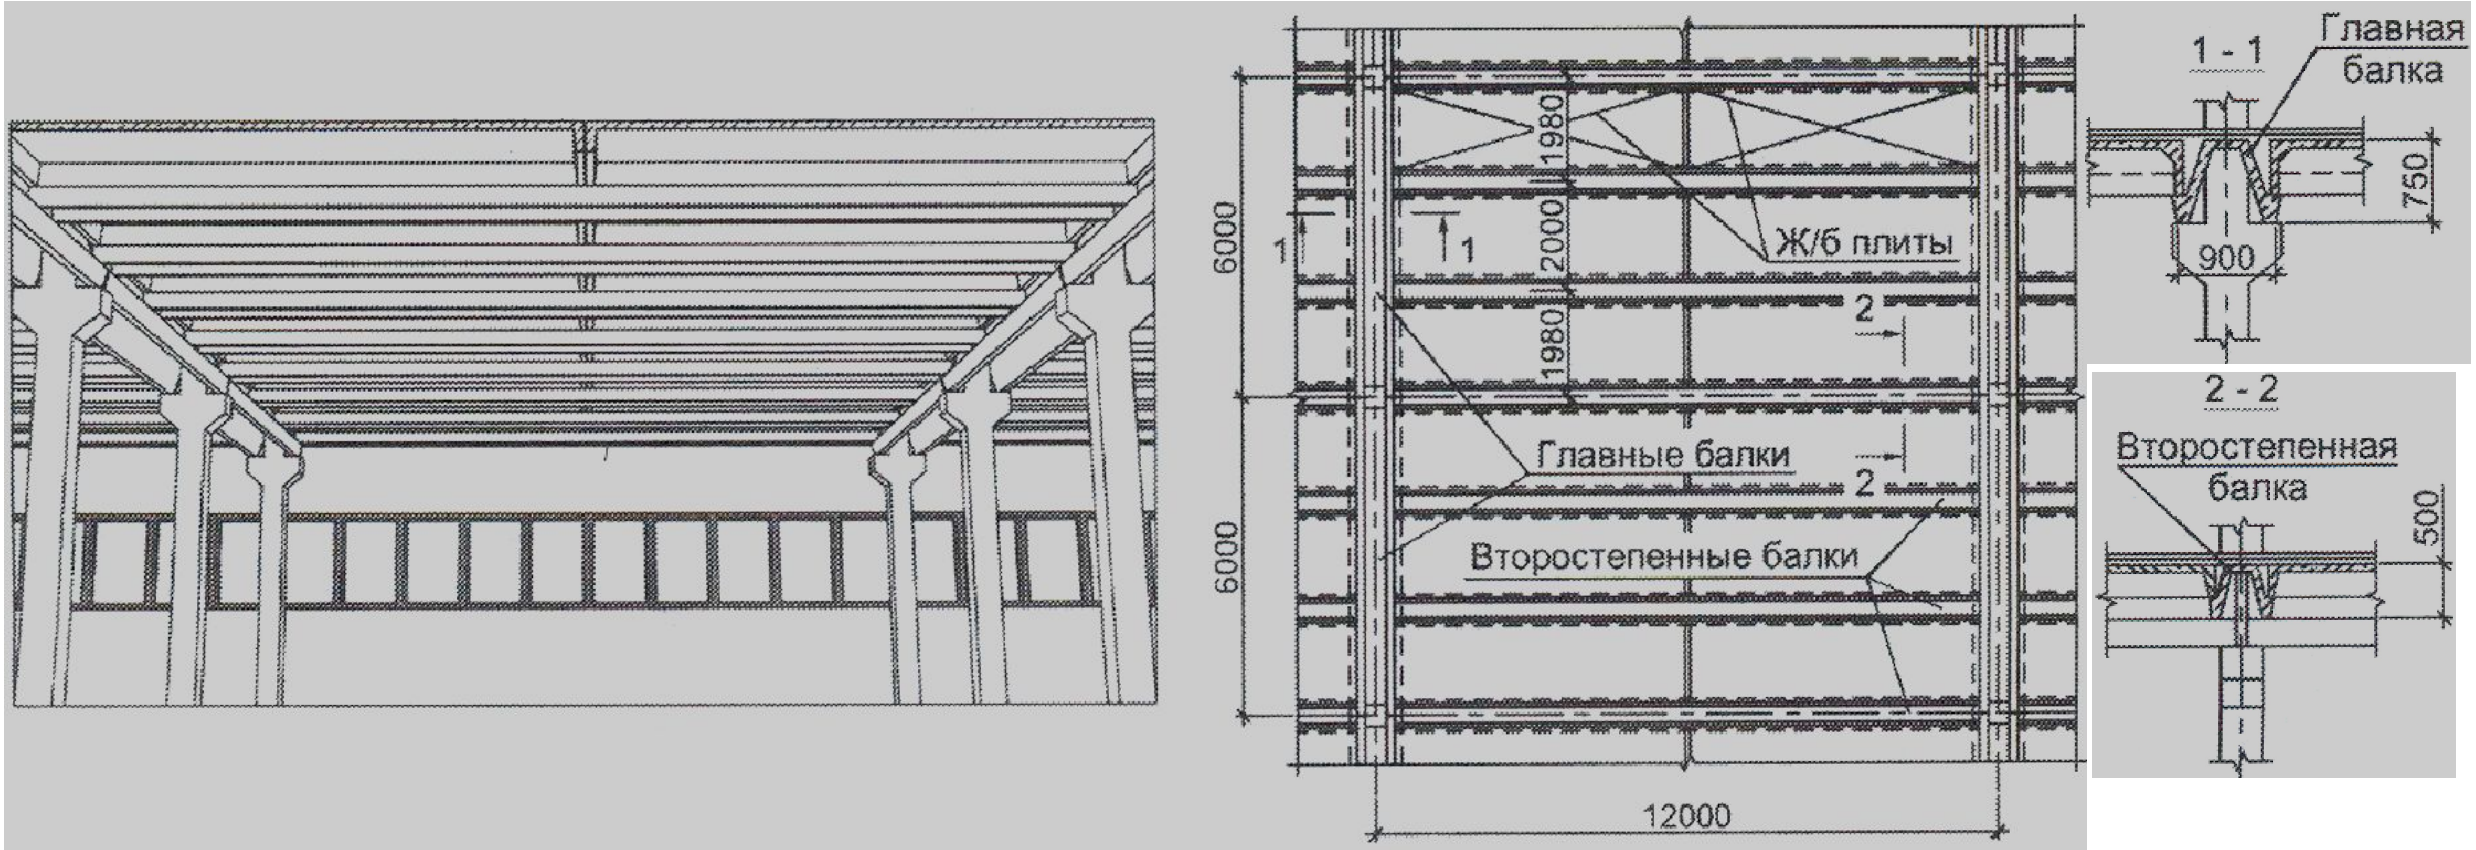 6000
6000
1980
2000
1980
1
1
Ж/б плиты
2
2
Главные балки
Второстепенные балки
12000
1 - 1
Главная
балка
750
900
2 - 2
Второстепенная
балка
500